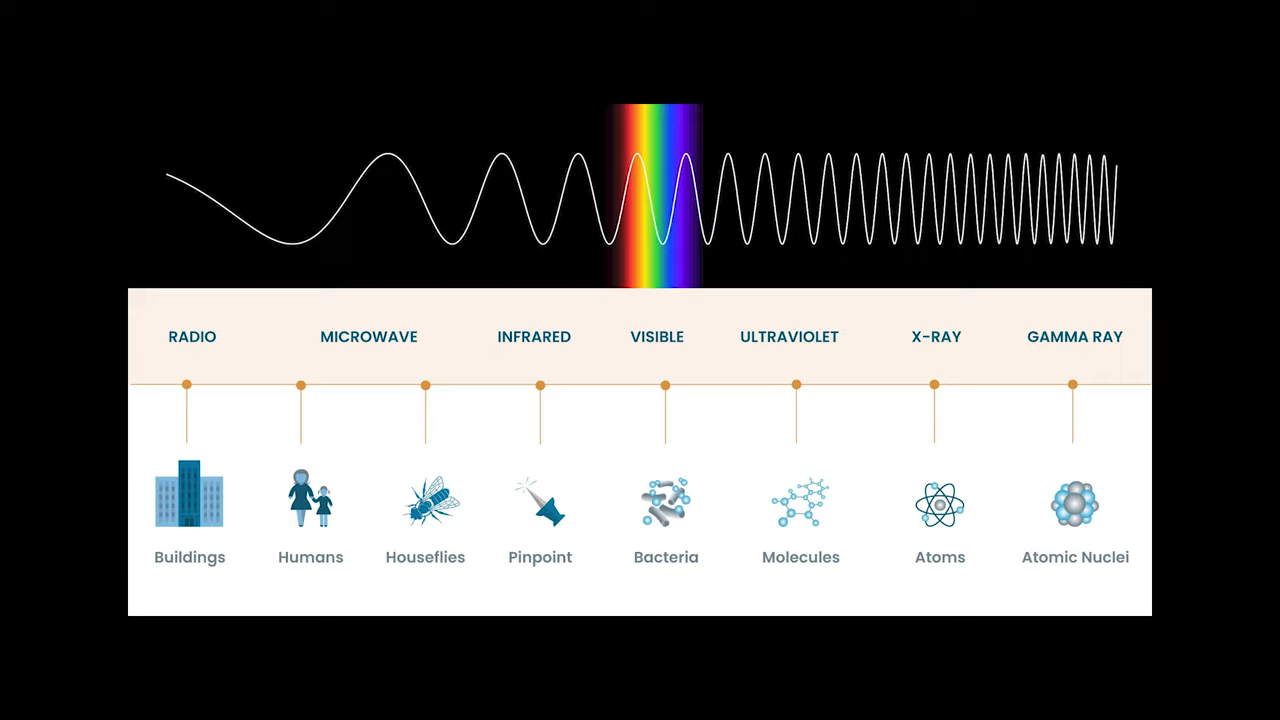 RADIO MICROWAVE INFRARED VISIBLE ULTRAVIOLET X-RAY GAMMA RAY
Buildings Humans Houseflies Pinpoint Bacteria Molecules Atoms Atomic Nuclei